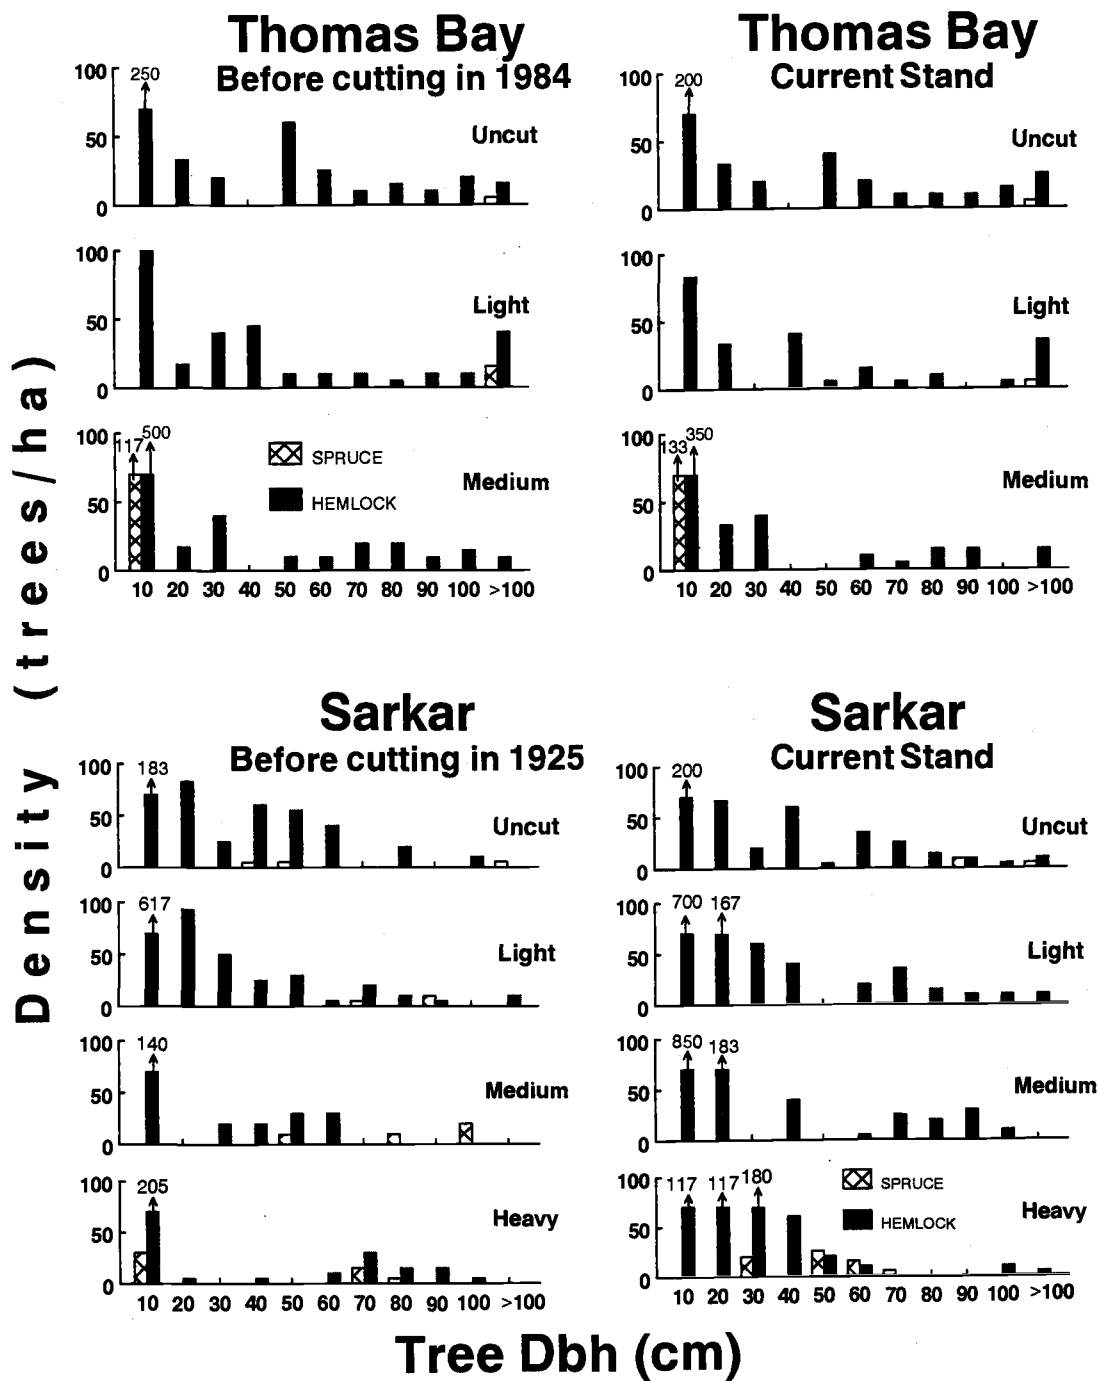 Thomas Bay
Before cutting in 1984
Thomas Bay
Current Stand
Density (trees/ha)
100
50
0
250
Uncut
100
50
0
200
Uncut
100
50
0
Light
100
50
0
Light
100
50
0
117
500
SPRUCE
HEMLOCK
Medium
10 20 30 40 50 60 70 80 90 100 >100
100
50
0
133
350
Medium
10 20 30 40 50 60 70 80 90 100 >100
Sarkar
Before cutting in 1925
Sarkar
Current Stand
100
50
0
183
Uncut
100
50
0
200
Uncut
100
50
0
617
Light
100
50
0
700 167
Light
100
50
0
140
Medium
100
50
0
850 183
Medium
100
50
0
205
Heavy
10 20 30 40 50 60 70 80 90 100 >100
100
50
0
117 117 180
SPRUCE
HEMLOCK
Heavy
10 20 30 40 50 60 70 80 90 100 >100
Tree Dbh (cm)